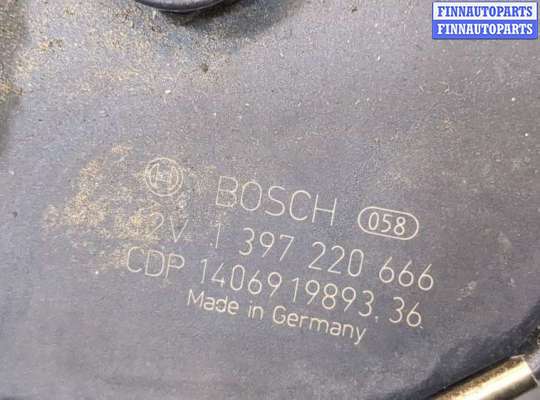 FINNAUTOPARTS
FINNAUTOPARTS
BOSCH 058
2V 1 397 220 666
CDP 1406919893.36
Made in Germany